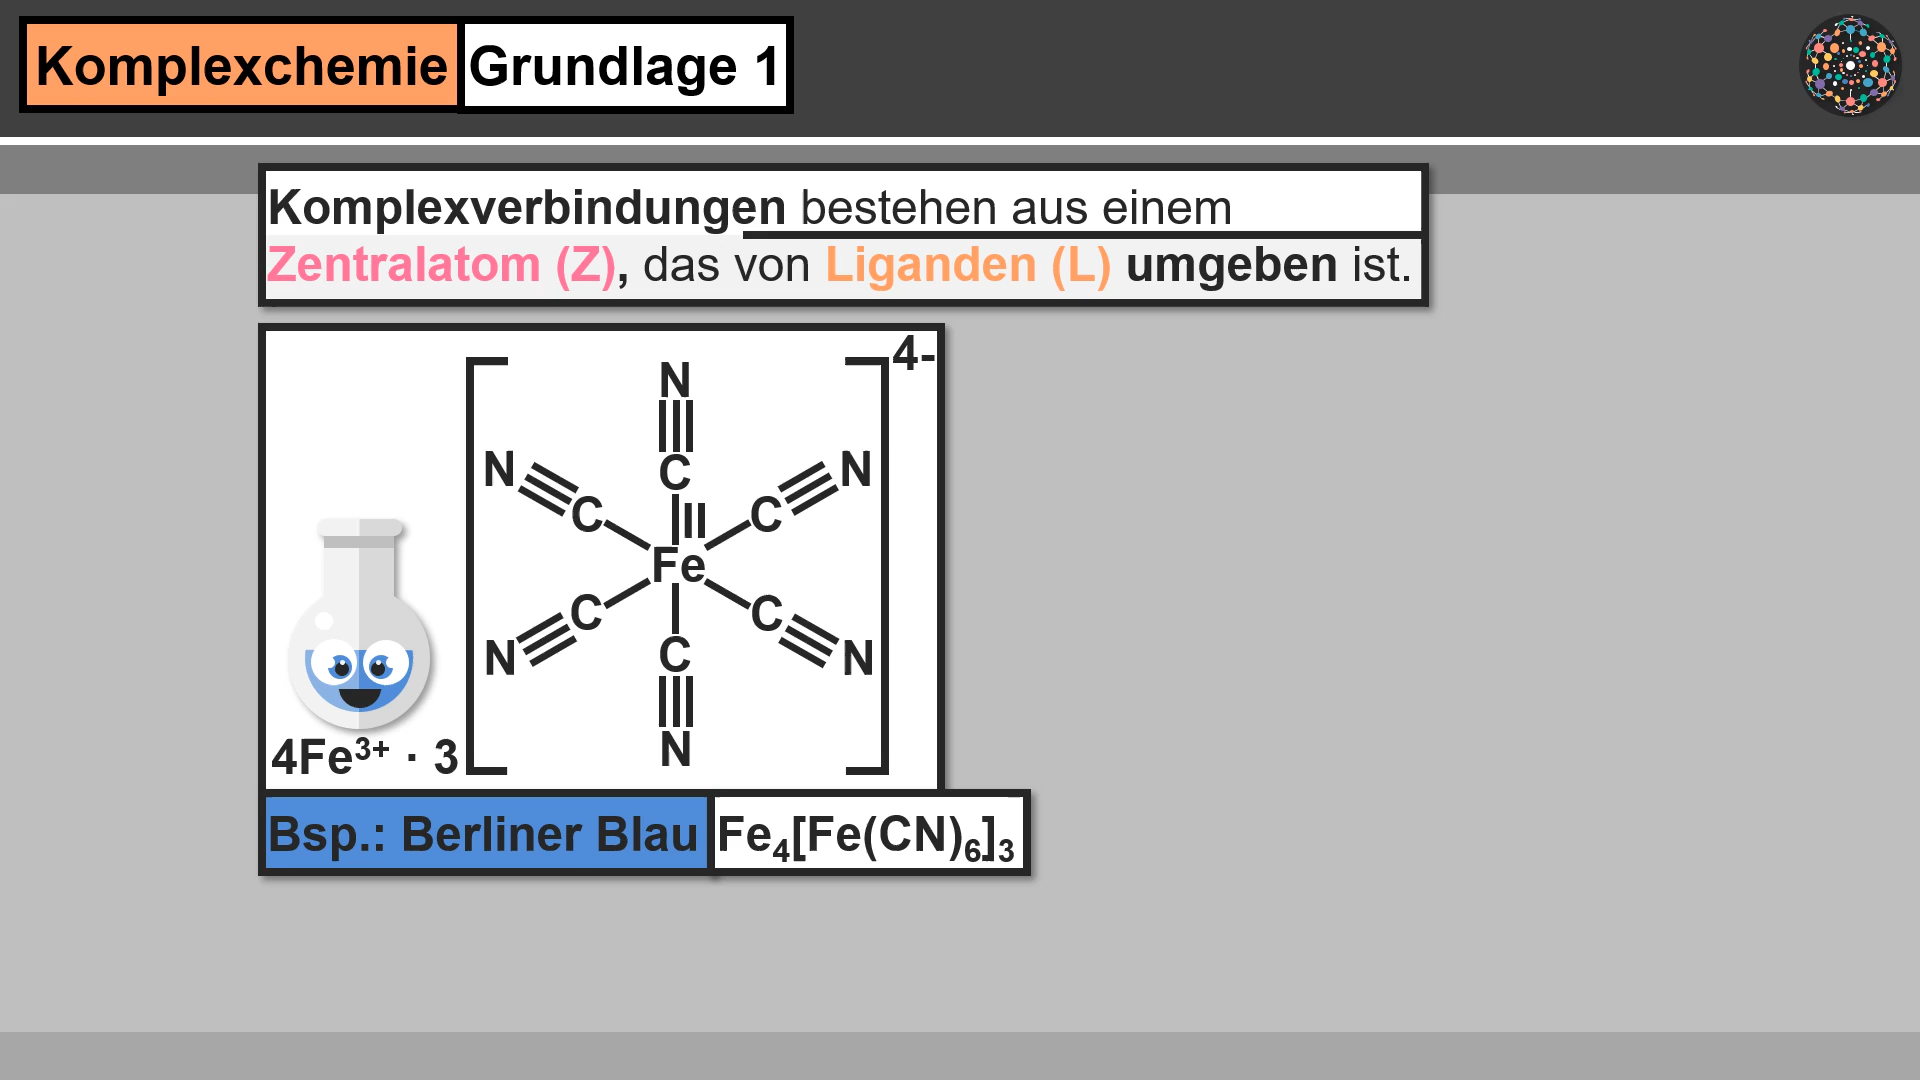 Komplexchemie Grundlage 1
Komplexverbindungen bestehen aus einem
Zentralatom (Z), das von Liganden (L) umgeben ist.
4-
N
N C C N
C II
Fe
N C C N
C
N
4Fe³⁺ · 3
Bsp.: Berliner Blau Fe₄[Fe(CN)₆]₃